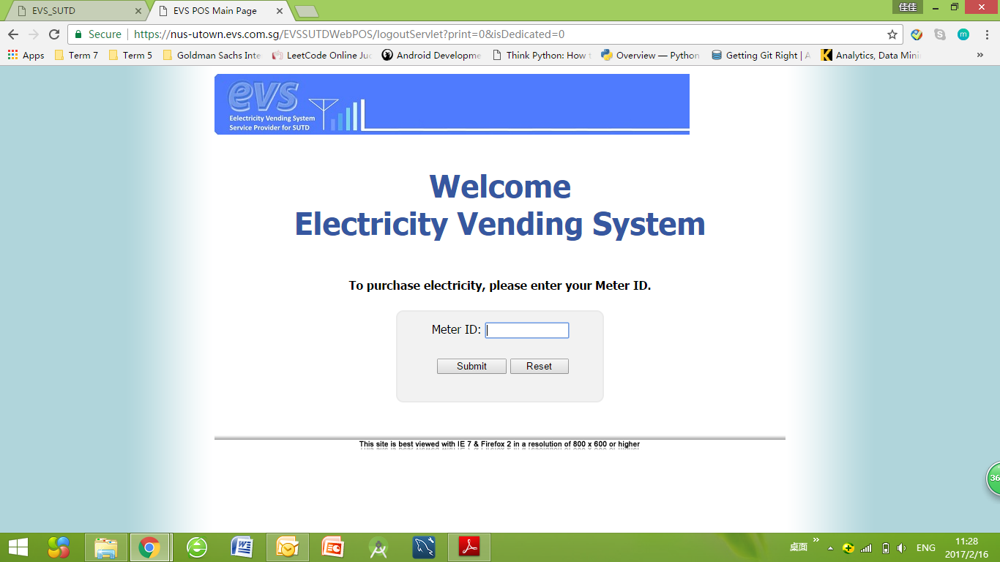 EVS_SUTD
EVS POS Main Page
佳佳
Secure
https://nus-utown.evs.com.sg/EVSSUTDWebPOS/logoutServlet?print=0&isDedicated=0
Apps
Term 7
Term 5
Goldman Sachs Inte
LeetCode Online Juc
Android Developme
Think Python: How t
Overview — Python
Getting Git Right | A
Analytics, Data Mini
evs
Eelectricity Vending System
Service Provider for SUTD
Welcome
Electricity Vending System
To purchase electricity, please enter your Meter ID.
Meter ID:
Submit
Reset
This site is best viewed with IE 7 & Firefox 2 in a resolution of 800 x 600 or higher
36
桌面
ENG
11:28
2017/2/16